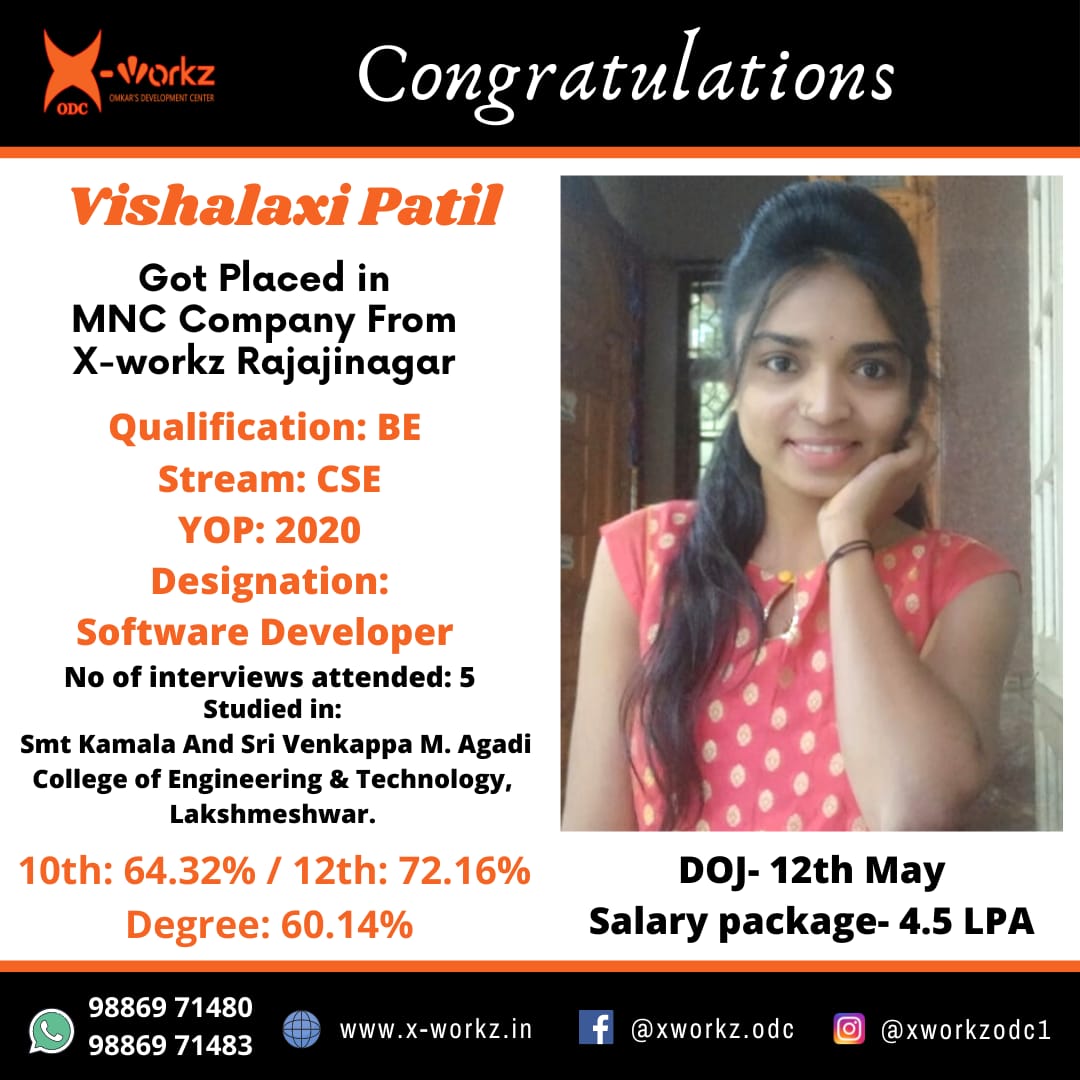 X-Workz
OMKAR'S DEVELOPMENT CENTER
ODC
Congratulations
Vishalaxi Patil
Got Placed in
MNC Company From
X-workz Rajajinagar
Qualification: BE
Stream: CSE
YOP: 2020
Designation:
Software Developer
No of interviews attended: 5
Studied in:
Smt Kamala And Sri Venkappa M. Agadi
College of Engineering & Technology,
Lakshmeshwar.
10th: 64.32% / 12th: 72.16%
Degree: 60.14%
DOJ- 12th May
Salary package- 4.5 LPA
98869 71480
98869 71483
www.x-workz.in
@xworkz.odc
@xworkzodc1